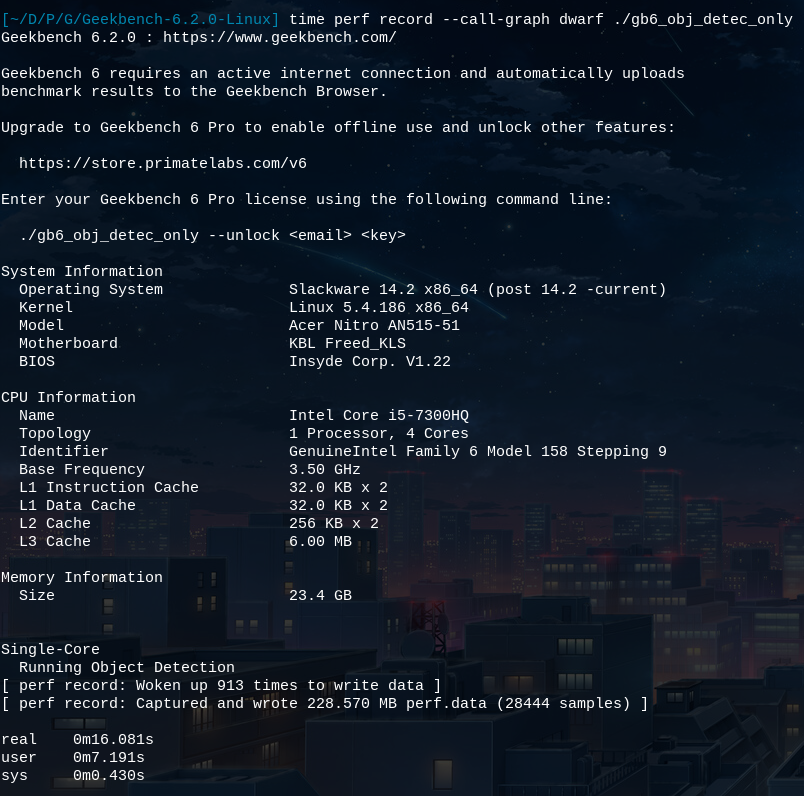 [~/D/P/G/Geekbench-6.2.0-Linux] time perf record --call-graph dwarf ./gb6_obj_detec_only
Geekbench 6.2.0 : https://www.geekbench.com/
Geekbench 6 requires an active internet connection and automatically uploads
benchmark results to the Geekbench Browser.
Upgrade to Geekbench 6 Pro to enable offline use and unlock other features:
https://store.primatelabs.com/v6
Enter your Geekbench 6 Pro license using the following command line:
./gb6_obj_detec_only --unlock <email> <key>
System Information
Operating System Slackware 14.2 x86_64 (post 14.2 -current)
Kernel Linux 5.4.186 x86_64
Model Acer Nitro AN515-51
Motherboard KBL Freed_KLS
BIOS Insyde Corp. V1.22
CPU Information
Name Intel Core i5-7300HQ
Topology 1 Processor, 4 Cores
Identifier GenuineIntel Family 6 Model 158 Stepping 9
Base Frequency 3.50 GHz
L1 Instruction Cache 32.0 KB x 2
L1 Data Cache 32.0 KB x 2
L2 Cache 256 KB x 2
L3 Cache 6.00 MB
Memory Information
Size 23.4 GB
Single-Core
Running Object Detection
[ perf record: Woken up 913 times to write data ]
[ perf record: Captured and wrote 228.570 MB perf.data (28444 samples) ]
real 0m16.081s
user 0m7.191s
sys 0m0.430s